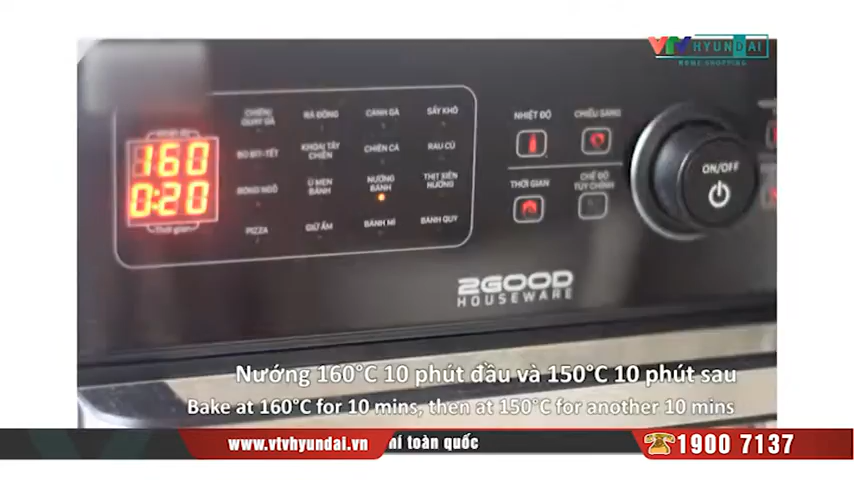 VTV HYUNDAI
HOME SHOPPING
CHIÊN/
QUAY GÀ
RÃ ĐÔNG
CÁNH GÀ
SẤY KHÔ
BÒ BÍT-TẾT
KHOAI TÂY
CHIÊN
CHIÊN CÁ
RAU CỦ
BỎNG NGÔ
Ủ MEN
BÁNH
NƯỚNG
BÁNH
THỊT XIÊN
NƯỚNG
PIZZA
GIỮ ẤM
BÁNH MÌ
BÁNH QUY
160
0:20
Thời gian
NHIỆT ĐỘ
CHIẾU SÁNG
THỜI GIAN
CHẾ ĐỘ
TÙY CHỈNH
ON/OFF
2GOOD
HOUSEWARE
Nướng 160°C 10 phút đầu và 150°C 10 phút sau
Bake at 160°C for 10 mins, then at 150°C for another 10 mins
www.vtvhyundai.vn
toàn quốc
1900 7137